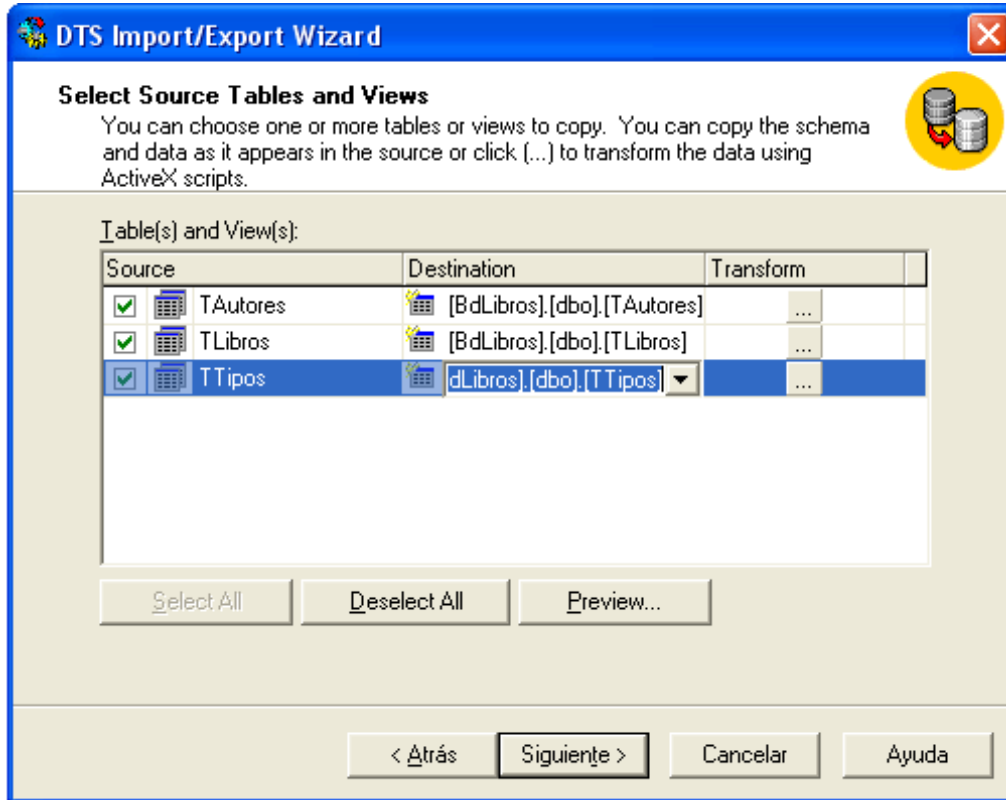 DTS Import/Export Wizard
Select Source Tables and Views
You can choose one or more tables or views to copy. You can copy the schema
and data as it appears in the source or click (...) to transform the data using
ActiveX scripts.
Table(s) and View(s):
Source Destination Transform
TAutores [BdLibros].[dbo].[TAutores] ...
TLibros [BdLibros].[dbo].[TLibros] ...
TTipos dLibros].[dbo].[TTipos] ...
Select All Deselect All Preview...
< Atrás Siguiente > Cancelar Ayuda